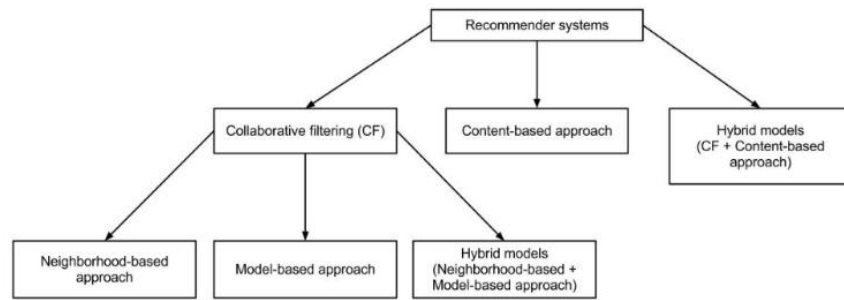 Recommender systems
Collaborative filtering (CF)
Content-based approach
Hybrid models
(CF + Content-based
approach)
Neighborhood-based
approach
Model-based approach
Hybrid models
(Neighborhood-based +
Model-based approach)